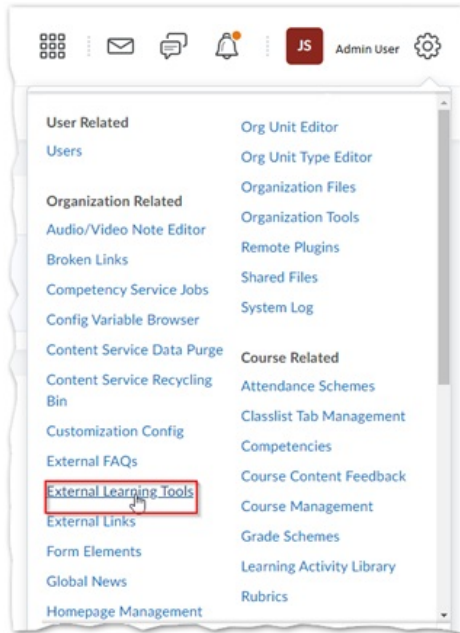 JS Admin User
User Related
Users
Organization Related
Audio/Video Note Editor
Broken Links
Competency Service Jobs
Config Variable Browser
Content Service Data Purge
Content Service Recycling
Bin
Customization Config
External FAQs
External Learning Tools
External Links
Form Elements
Global News
Homepage Management
Org Unit Editor
Org Unit Type Editor
Organization Files
Organization Tools
Remote Plugins
Shared Files
System Log
Course Related
Attendance Schemes
Classlist Tab Management
Competencies
Course Content Feedback
Course Management
Grade Schemes
Learning Activity Library
Rubrics